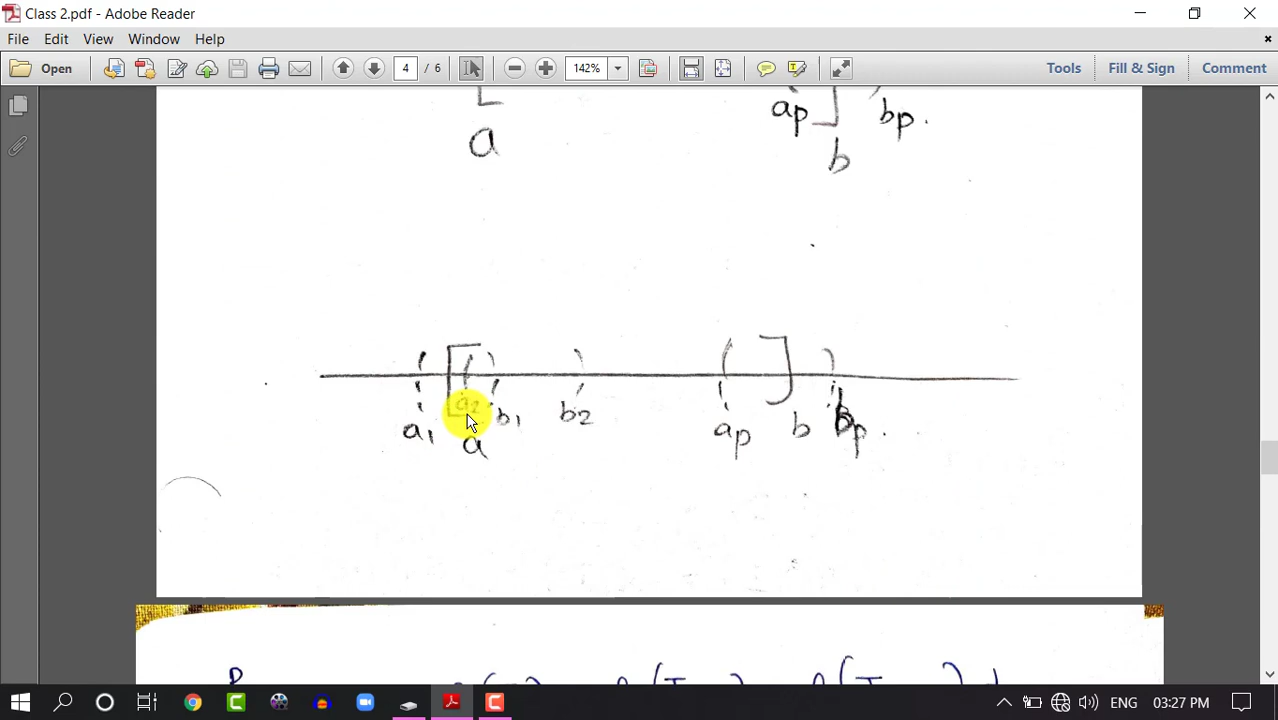 Class 2.pdf - Adobe Reader
File Edit View Window Help
Open 4 / 6 142% Tools Fill & Sign Comment
ap bp.
a b
a2
a1 b1 b2 ap b bp.
a
P
ENG 03:27 PM